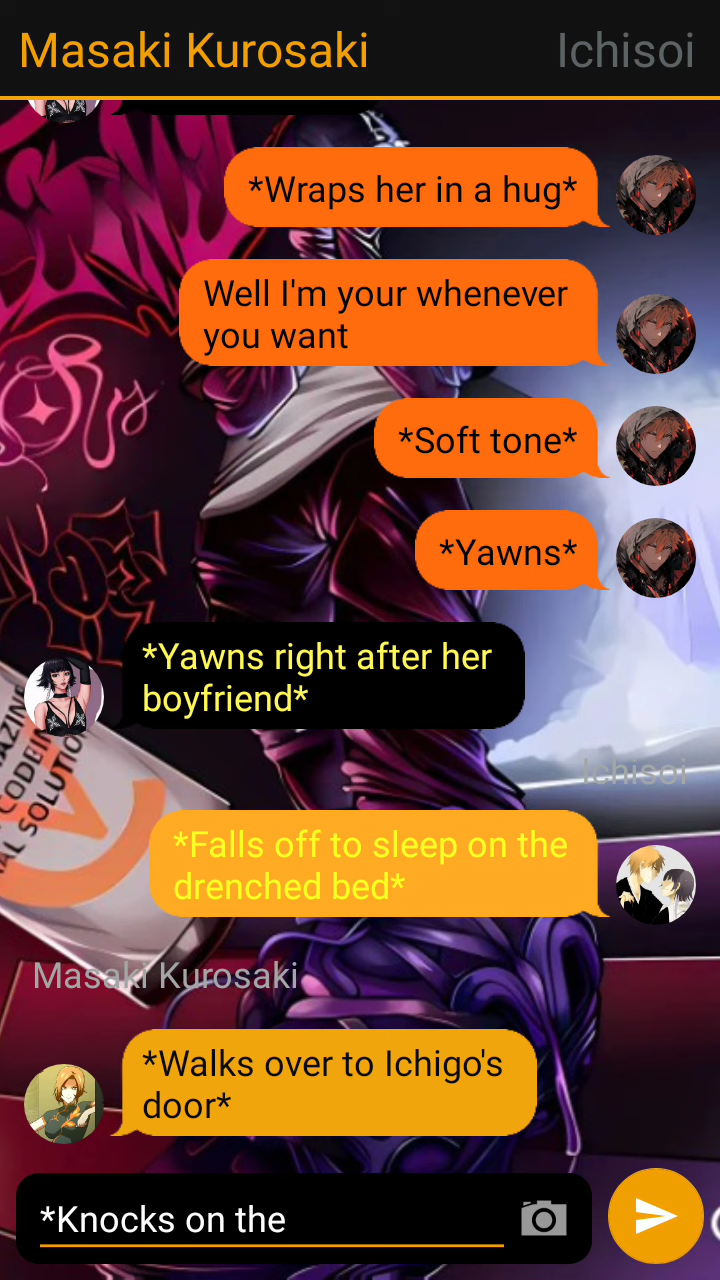 Masaki Kurosaki
Ichisoi
*Wraps her in a hug*
Well I'm your whenever
you want
*Soft tone*
*Yawns*
*Yawns right after her
boyfriend*
Ichisoi
*Falls off to sleep on the
drenched bed*
Masaki Kurosaki
*Walks over to Ichigo's
door*
*Knocks on the